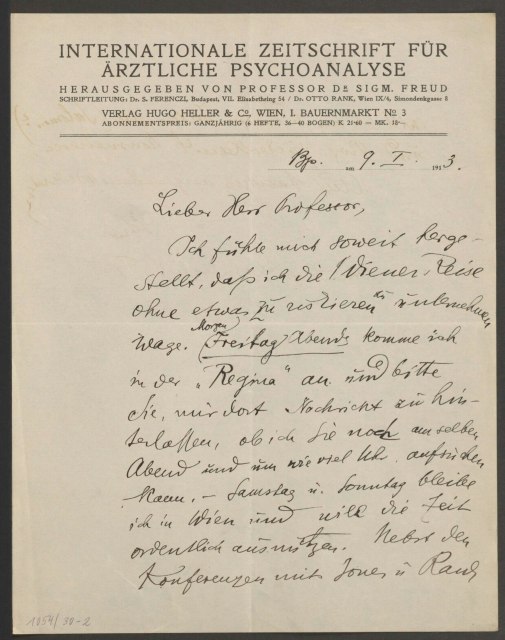 INTERNATIONALE ZEITSCHRIFT FÜR
ÄRZTLICHE PSYCHOANALYSE
HERAUSGEGEBEN VON PROFESSOR DR SIGM. FREUD
SCHRIFTLEITUNG: Dr. S. FERENCZI, Budapest, VII. Elisabethring 54 / Dr. OTTO RANK, Wien IX/4, Simondenkgasse 8
VERLAG HUGO HELLER & Co, WIEN, I. BAUERNMARKT No 3
ABONNEMENTSPREIS: GANZJÄHRIG (6 HEFTE, 36—40 BOGEN) K 21·60 = MK. 18·—
Bp. am 9. I. 1913.
Lieber Herr Professor,
Ich fühle mich soweit herge-
stellt, daß ich die Wiener Reise
ohne etwas zu riskieren unternehmen
wage. (Morgen) Freitag Abends komme ich
in der „Regina" an und bitte
Sie, mir dort Nachricht zu hin-
terlassen, ob ich Sie noch am selben
Abend und um wie viel Uhr aufsuchen
kann. – Samstag u. Sonntag bleibe
ich in Wien und will die Zeit
ordentlich ausnützen. Nebst den
Konferenzen mit Jones u Rank
1054/30-2